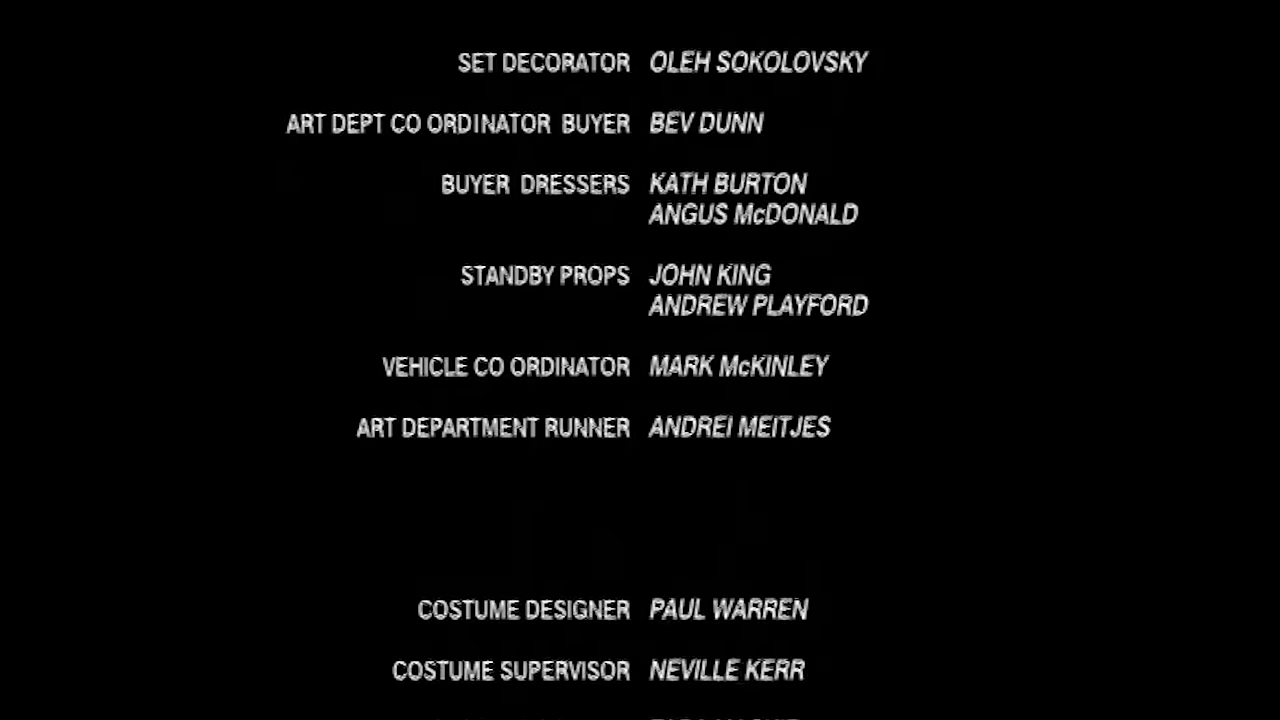 SET DECORATOR OLEH SOKOLOVSKY
ART DEPT CO ORDINATOR BUYER BEV DUNN
BUYER DRESSERS KATH BURTON
ANGUS McDONALD
STANDBY PROPS JOHN KING
ANDREW PLAYFORD
VEHICLE CO ORDINATOR MARK McKINLEY
ART DEPARTMENT RUNNER ANDREI MEITJES
COSTUME DESIGNER PAUL WARREN
COSTUME SUPERVISOR NEVILLE KERR